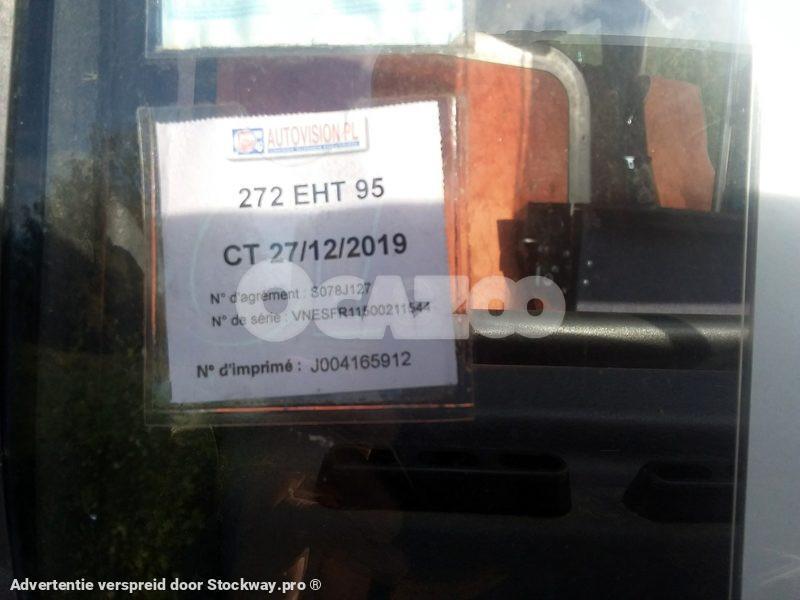 AUTOVISION PL
272 EHT 95
CT 27/12/2019
N° d'agrément : S078J127
N° de série : VNESFR11500211544
N° d'imprimé : J004165912
OCAZOO
Advertentie verspreid door Stockway.pro ®